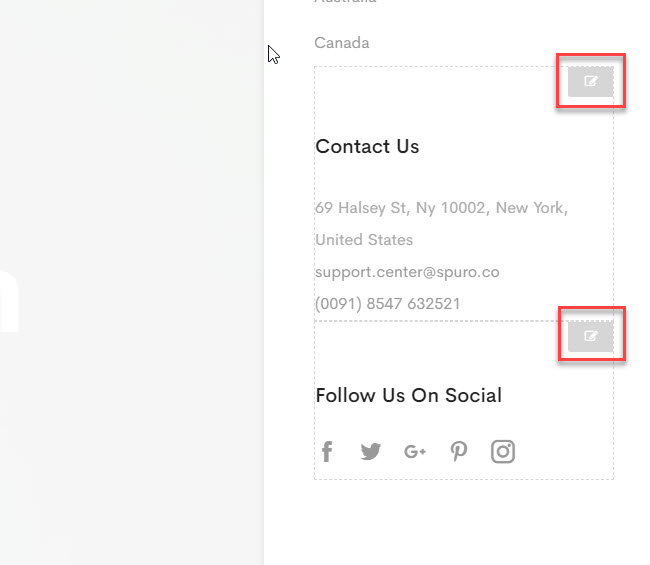 Canada
Contact Us
69 Halsey St, Ny 10002, New York,
United States
support.center@spuro.co
(0091) 8547 632521
Follow Us On Social